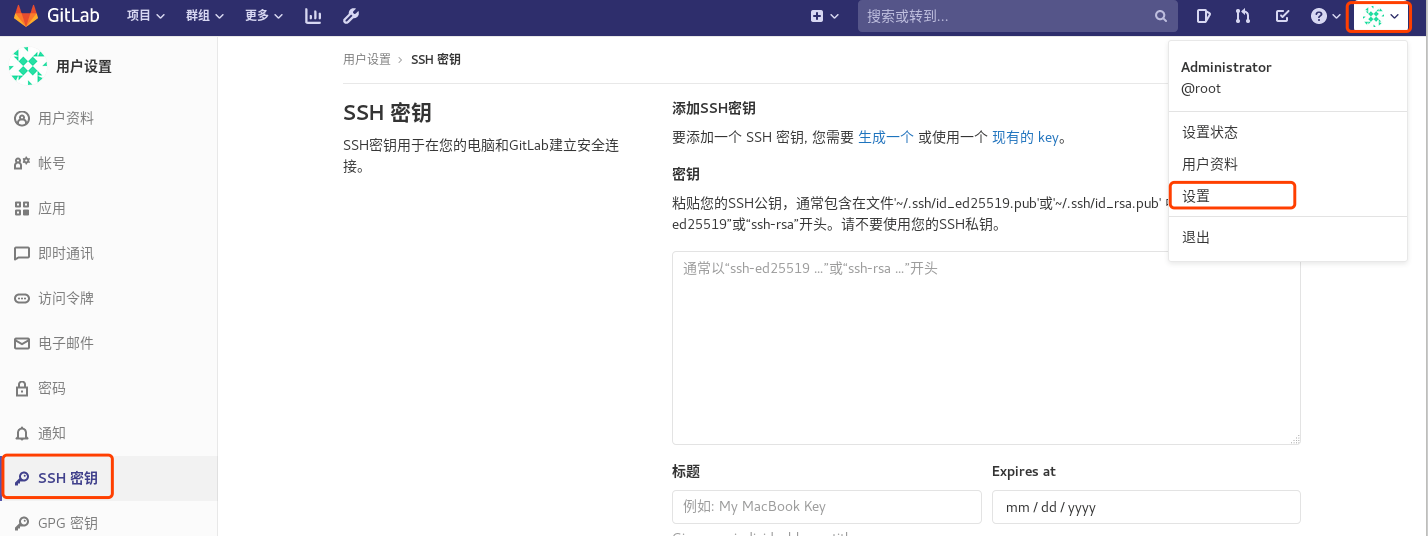 GitLab 项目 群组 更多 搜索或转到...
用户设置
用户资料
帐号
应用
即时通讯
访问令牌
电子邮件
密码
通知
SSH 密钥
GPG 密钥
用户设置 › SSH 密钥
SSH 密钥
SSH密钥用于在您的电脑和GitLab建立安全连
接。
添加SSH密钥
要添加一个 SSH 密钥, 您需要 生成一个 或使用一个 现有的 key。
密钥
粘贴您的SSH公钥，通常包含在文件'~/.ssh/id_ed25519.pub'或'~/.ssh/id_rsa.pub'
ed25519”或“ssh-rsa”开头。请不要使用您的SSH私钥。
通常以“ssh-ed25519 ...”或“ssh-rsa ...”开头
标题
例如: My MacBook Key
Expires at
mm / dd / yyyy
Administrator
@root
设置状态
用户资料
设置
退出